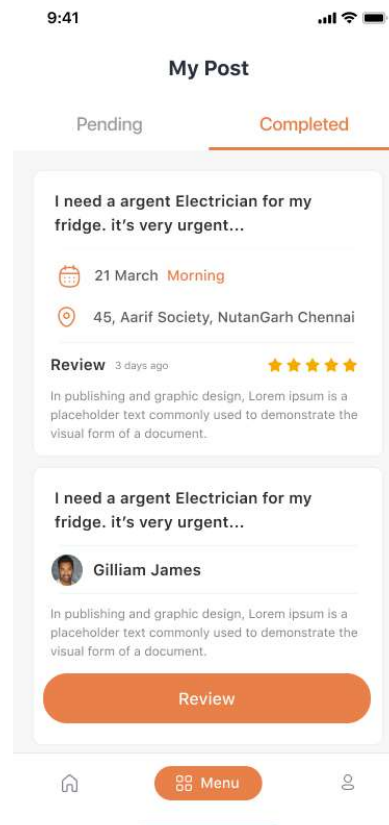 9:41
My Post
Pending Completed
I need a argent Electrician for my
fridge. it's very urgent...
21 March Morning
45, Aarif Society, NutanGarh Chennai
Review 3 days ago
In publishing and graphic design, Lorem ipsum is a
placeholder text commonly used to demonstrate the
visual form of a document.
I need a argent Electrician for my
fridge. it's very urgent...
Gilliam James
In publishing and graphic design, Lorem ipsum is a
placeholder text commonly used to demonstrate the
visual form of a document.
Review
Menu